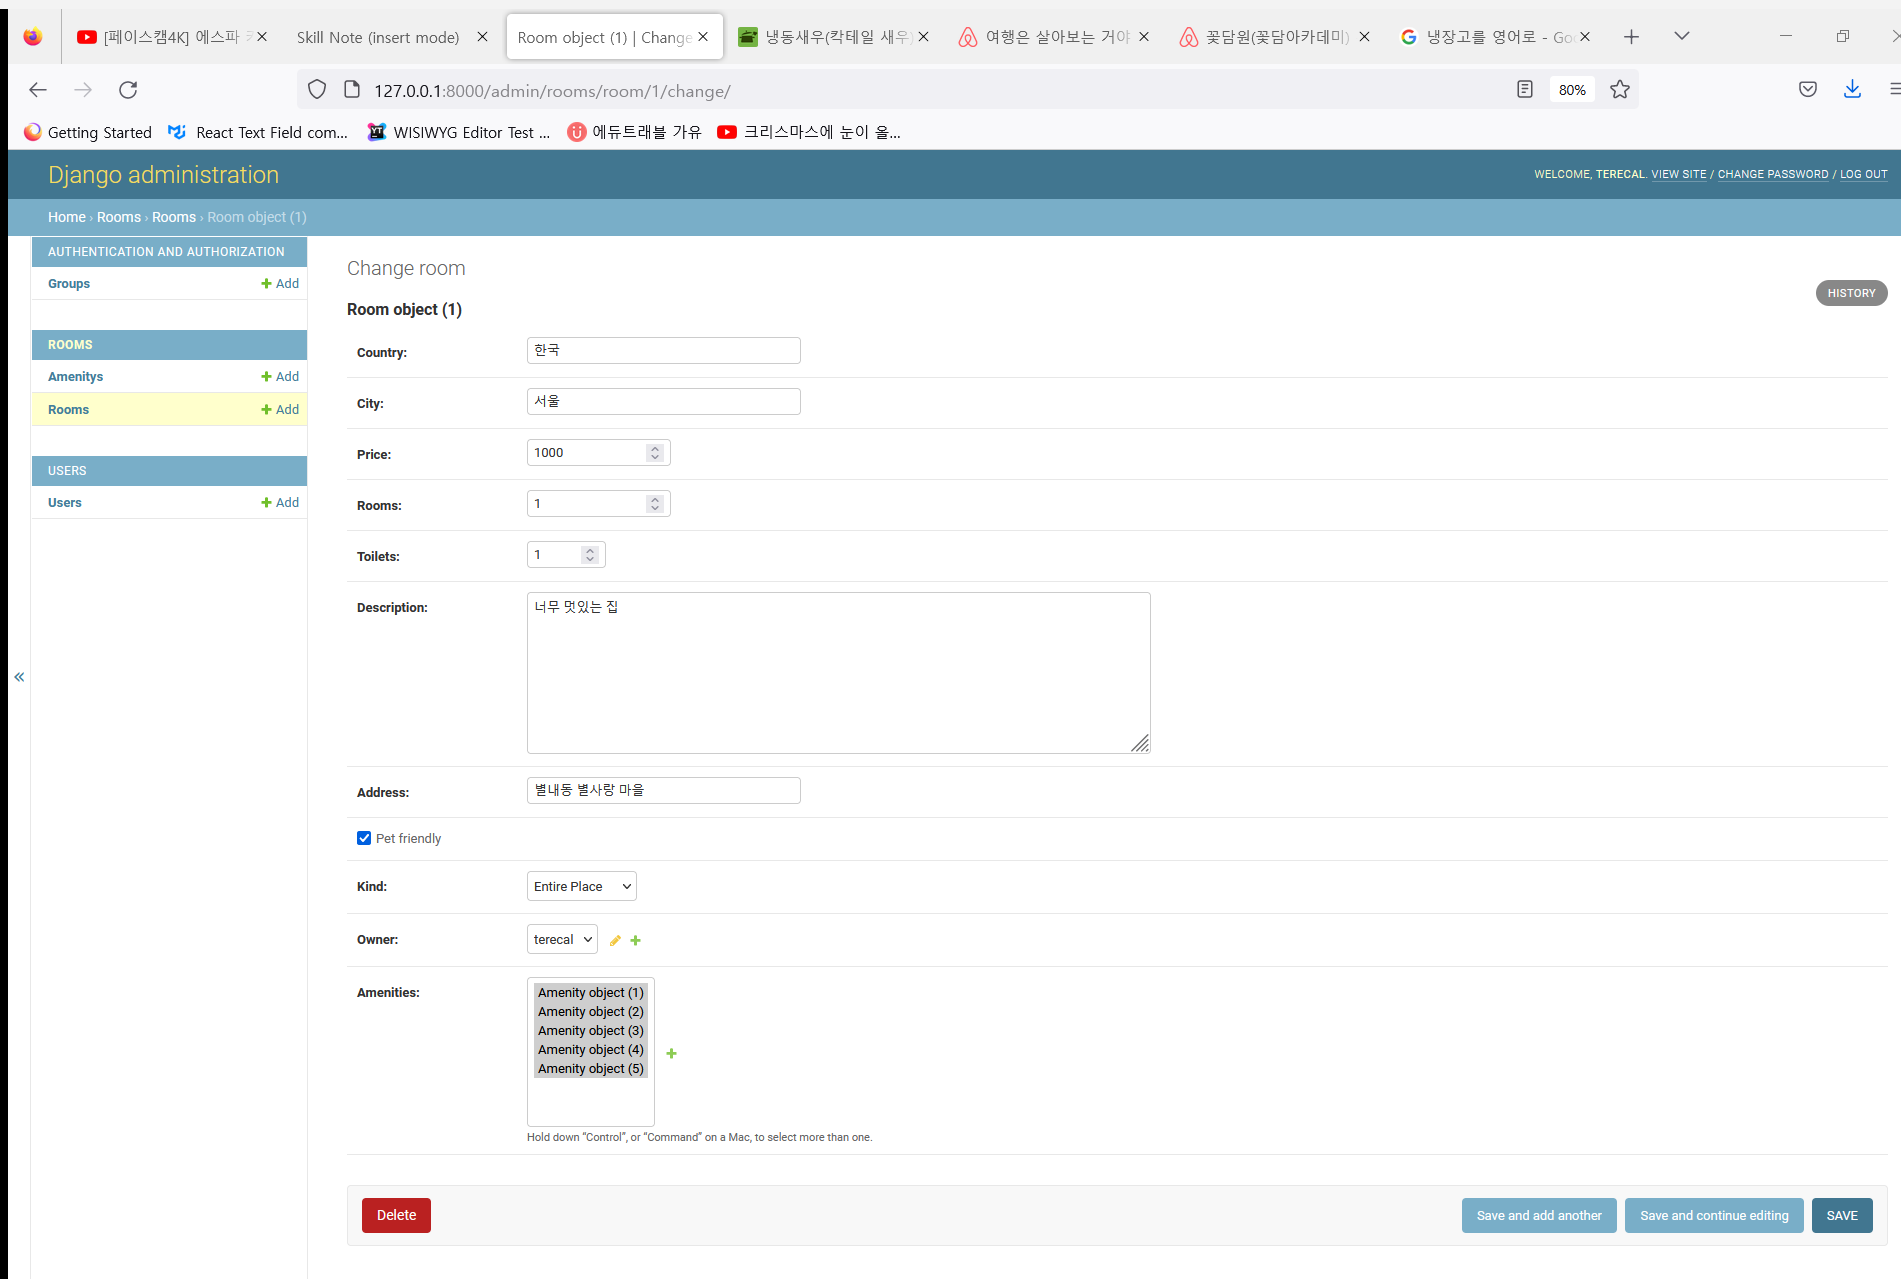 [페이스캠4K] 에스파
Skill Note (insert mode)
Room object (1) | Change
냉동새우(칵테일 새우)
여행은 살아보는 거야
꽃담원(꽃담아카데미)
냉장고를 영어로 - Goo
127.0.0.1:8000/admin/rooms/room/1/change/
80%
Getting Started
React Text Field com...
WISIWYG Editor Test ...
에듀트래블 가유
크리스마스에 눈이 올...
Django administration
WELCOME, TERECAL. VIEW SITE / CHANGE PASSWORD / LOG OUT
Home › Rooms › Rooms › Room object (1)
AUTHENTICATION AND AUTHORIZATION
Groups
Add
ROOMS
Amenitys
Add
Rooms
Add
USERS
Users
Add
«
Change room
HISTORY
Room object (1)
Country:
한국
City:
서울
Price:
1000
Rooms:
1
Toilets:
1
Description:
너무 멋있는 집
Address:
별내동 별사랑 마을
Pet friendly
Kind:
Entire Place
Owner:
terecal
Amenities:
Amenity object (1)
Amenity object (2)
Amenity object (3)
Amenity object (4)
Amenity object (5)
Hold down “Control”, or “Command” on a Mac, to select more than one.
Delete
Save and add another
Save and continue editing
SAVE